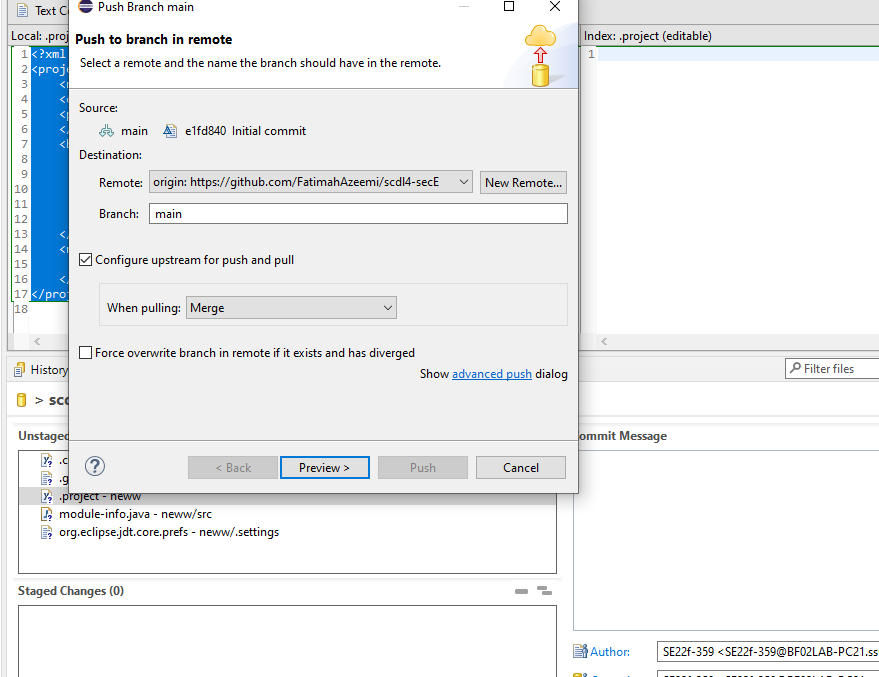 Text Co
Push Branch main
Local: .proj
Index: .project (editable)
Push to branch in remote
Select a remote and the name the branch should have in the remote.
1 <?xml
2 <proje
3
4
5
6
7
8
9
10
11
12
13
14
15
16
17 </proj
18
1
Source:
main e1fd840 Initial commit
Destination:
Remote: origin: https://github.com/FatimahAzeemi/scdl4-secE New Remote...
Branch: main
Configure upstream for push and pull
When pulling: Merge
Force overwrite branch in remote if it exists and has diverged
Show advanced push dialog
? < Back Preview > Push Cancel
History
Filter files
> scd
Unstaged
ommit Message
.c
.g
.project - neww
module-info.java - neww/src
org.eclipse.jdt.core.prefs - neww/.settings
Staged Changes (0)
Author: SE22f-359 <SE22f-359@BF02LAB-PC21.ss